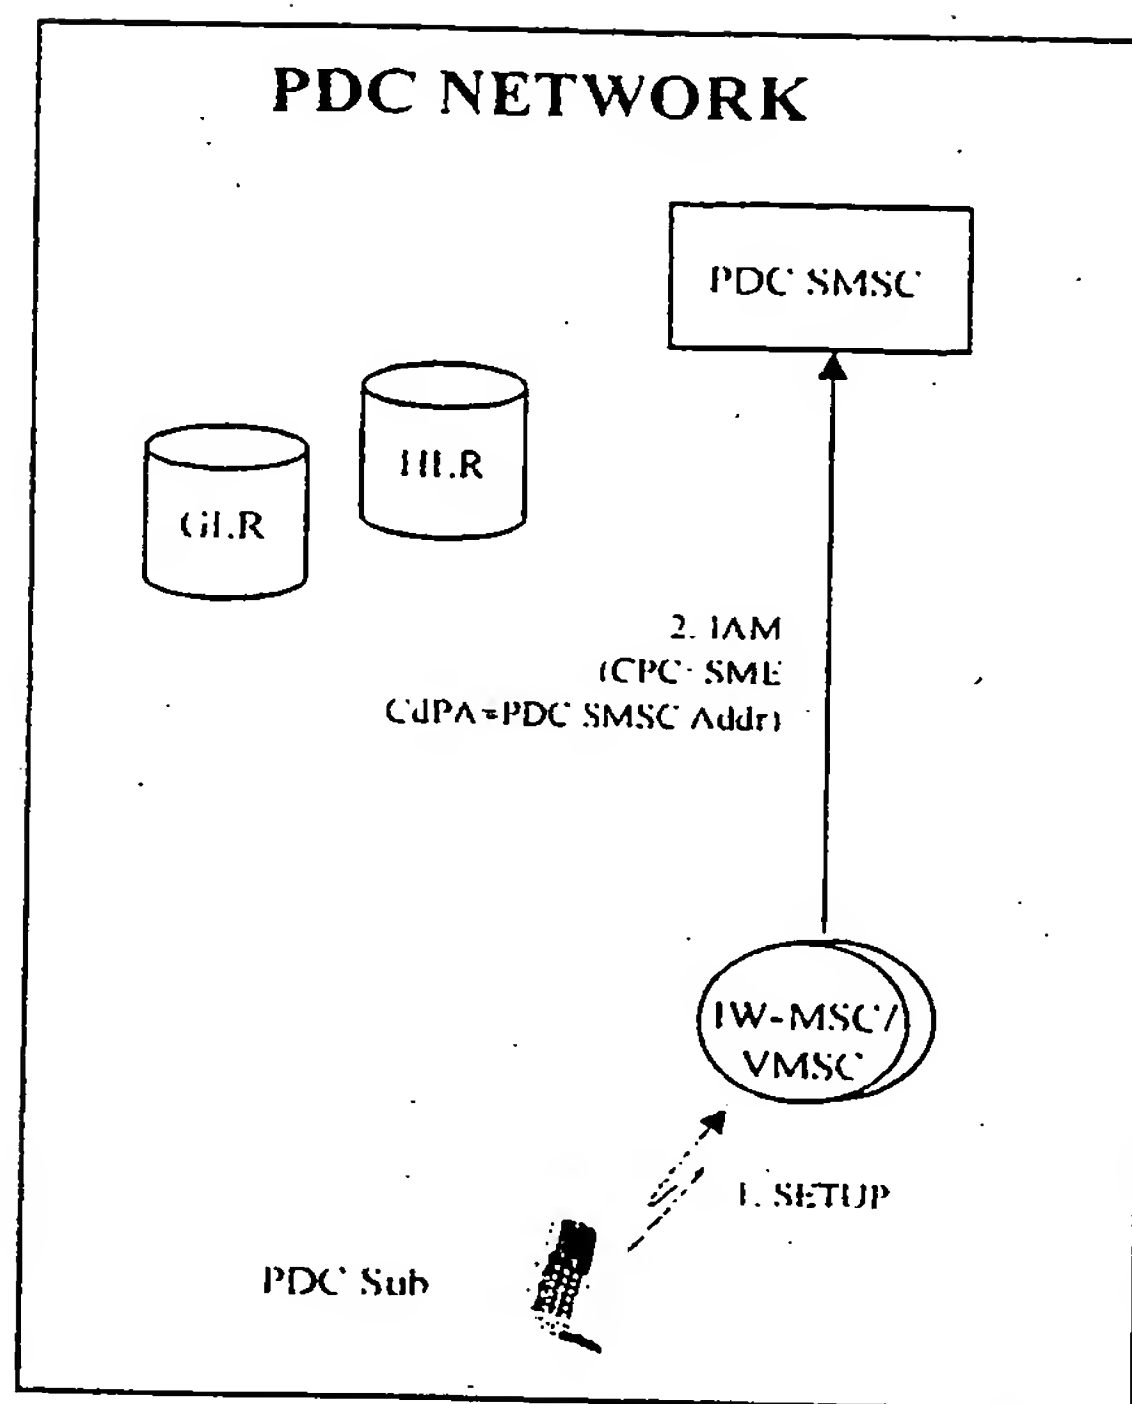 PDC NETWORK
PDC SMSC
HLR
GLR
2. IAM
(CPC= SME
CdPA=PDC SMSC Addr)
IW-MSC/
VMSC
1. SETUP
PDC Sub